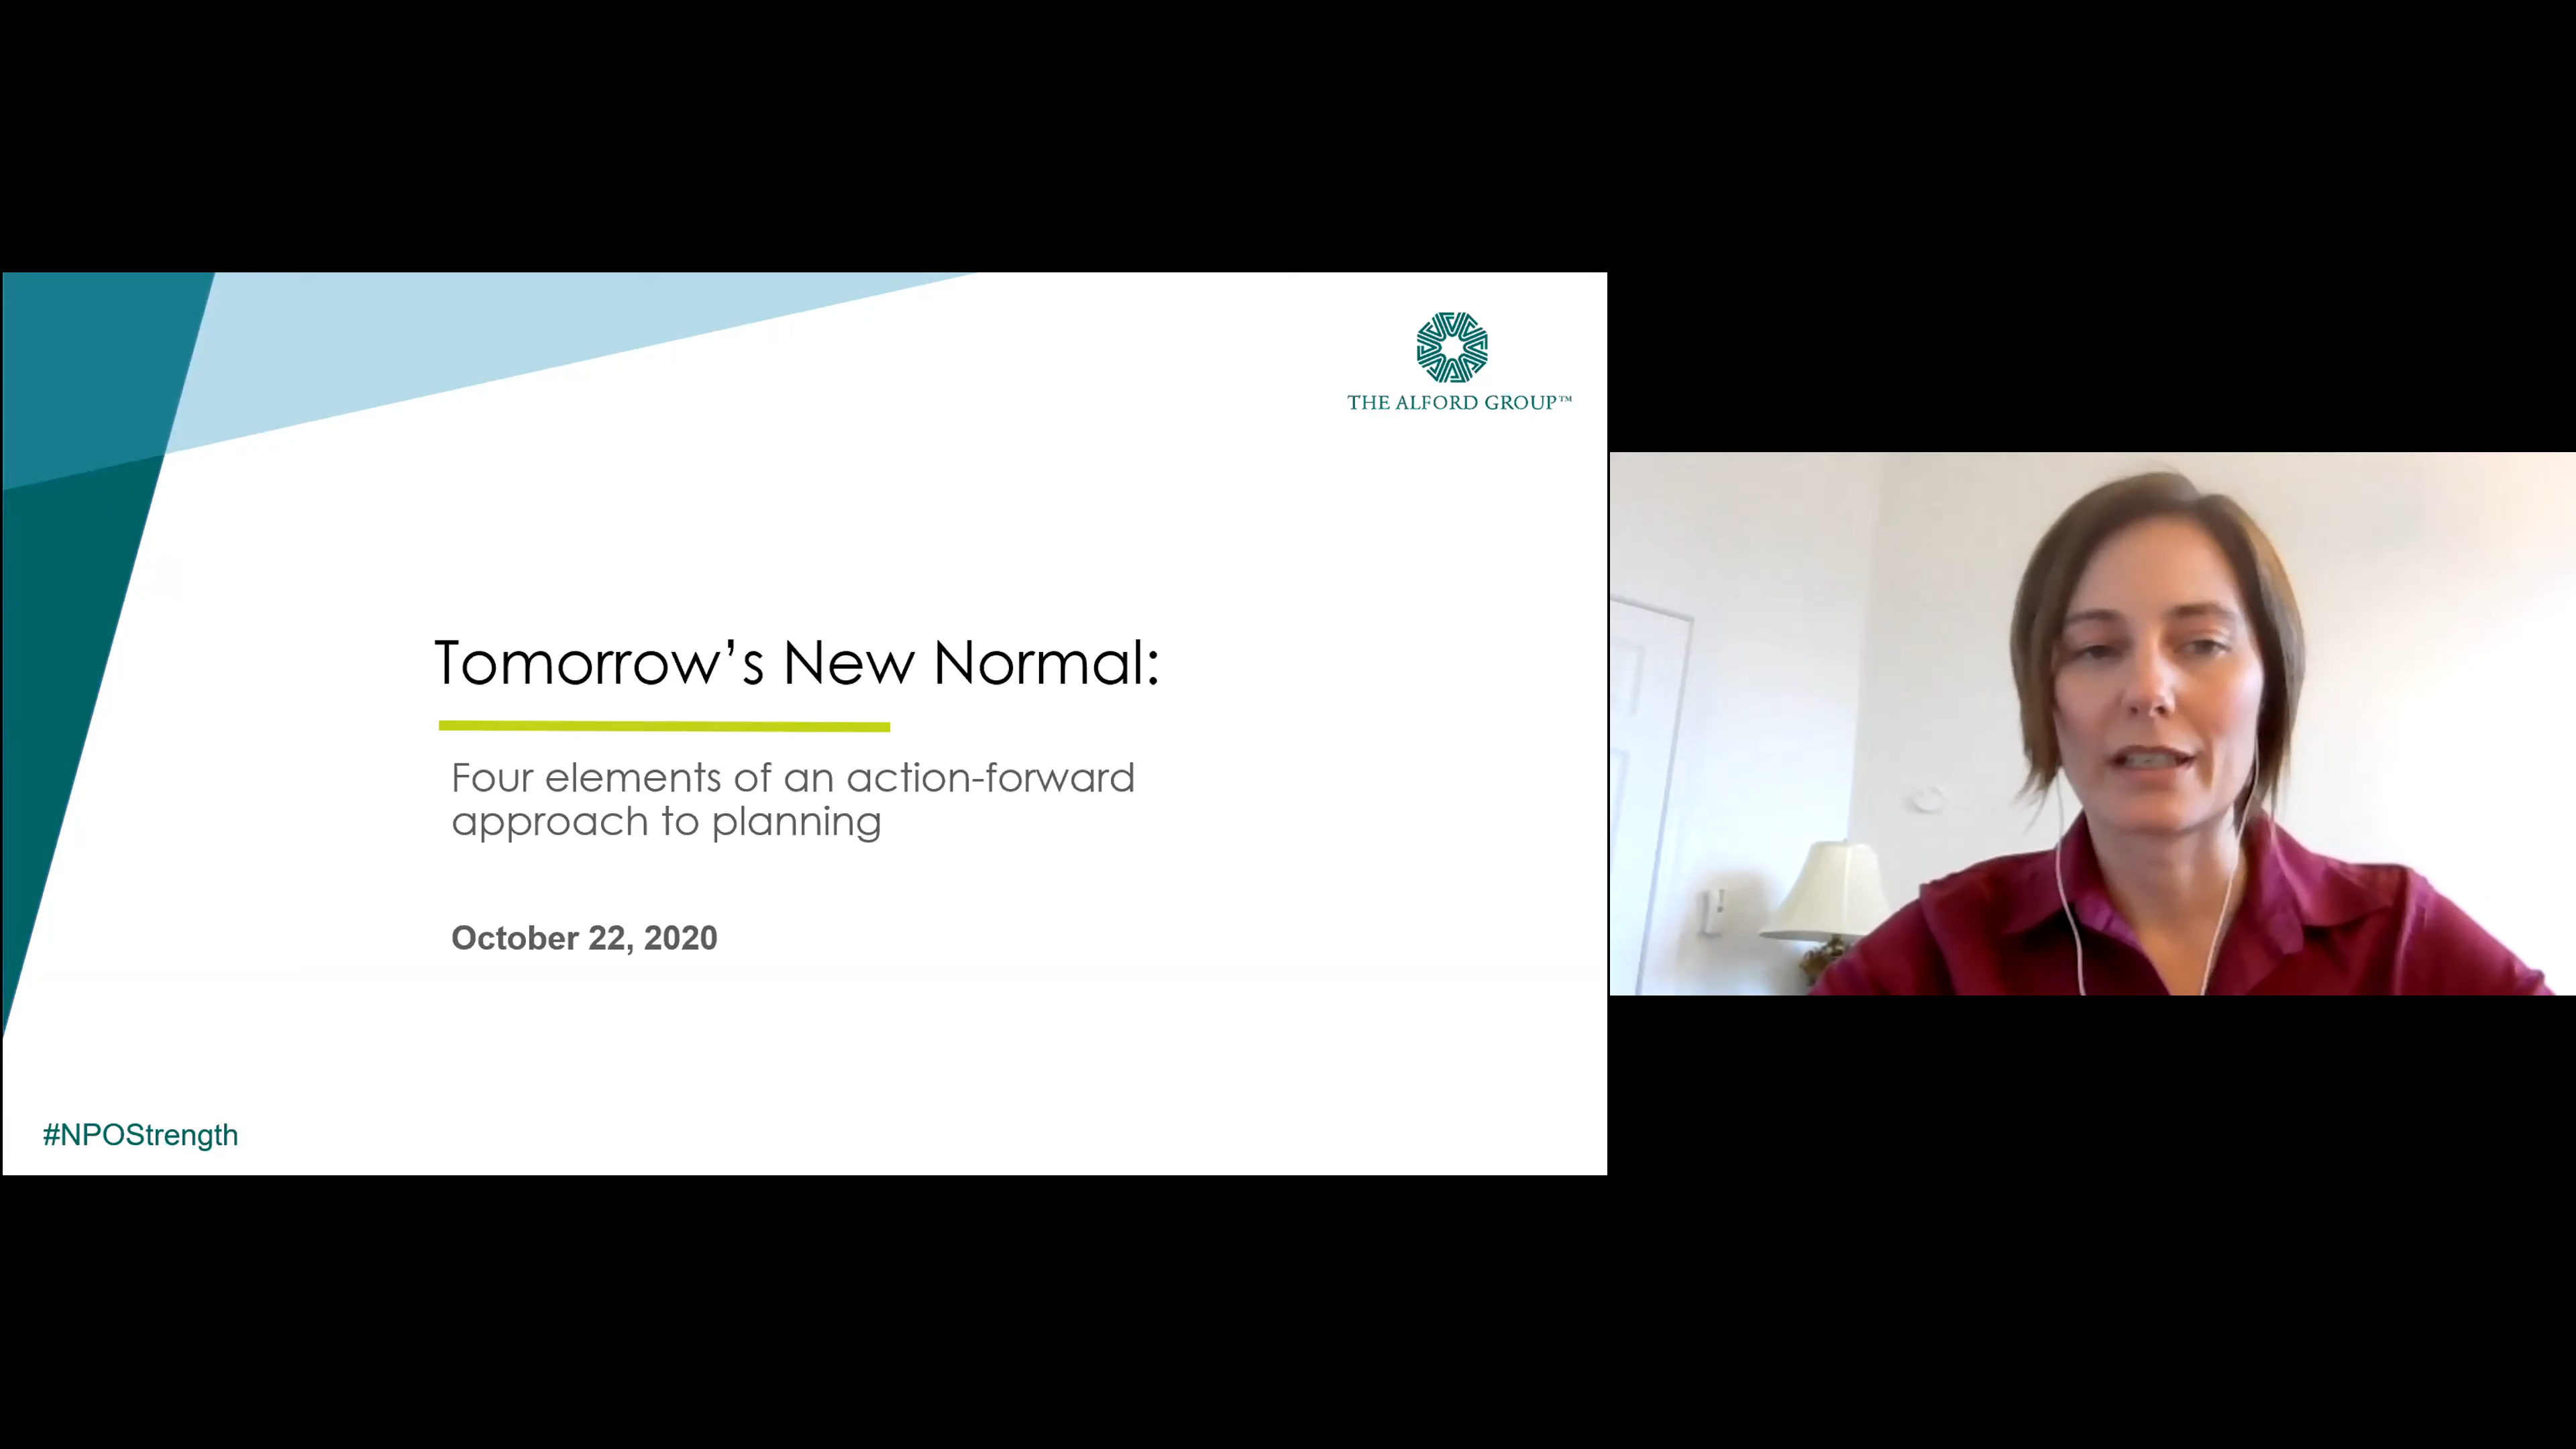 THE ALFORD GROUP™
Tomorrow’s New Normal:
Four elements of an action-forward
approach to planning
October 22, 2020
#NPOStrength